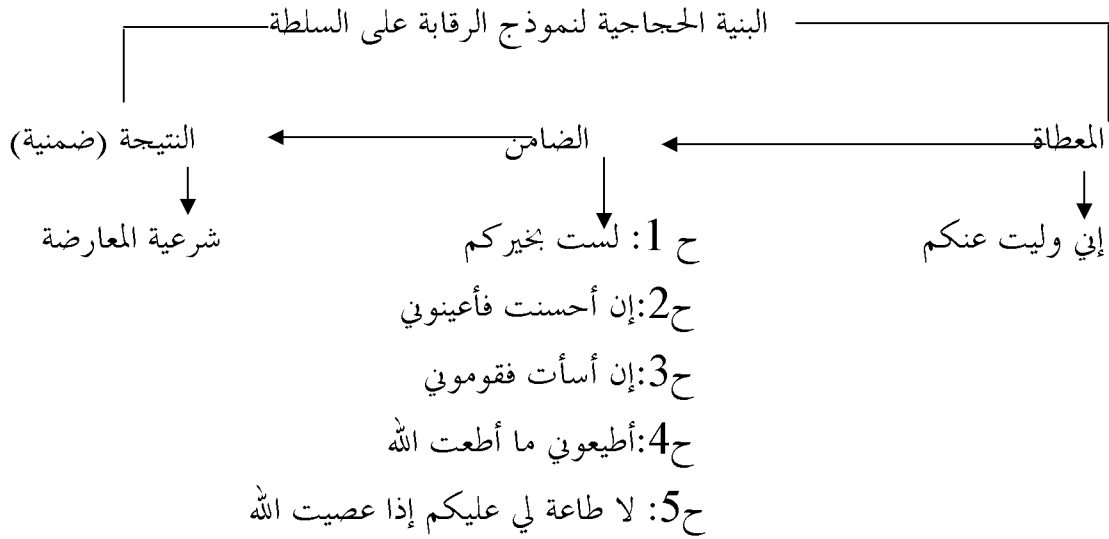 البنية الحجاجية لنموذج الرقابة على السلطة
المعطاة الضامن النتيجة (ضمنية)
إني وليت عنكم ح 1: لست بخيركم شرعية المعارضة
ح2:إن أحسنت فأعينوني
ح3:إن أسأت فقوموني
ح4:أطيعوني ما أطعت الله
ح5: لا طاعة لي عليكم إذا عصيت الله